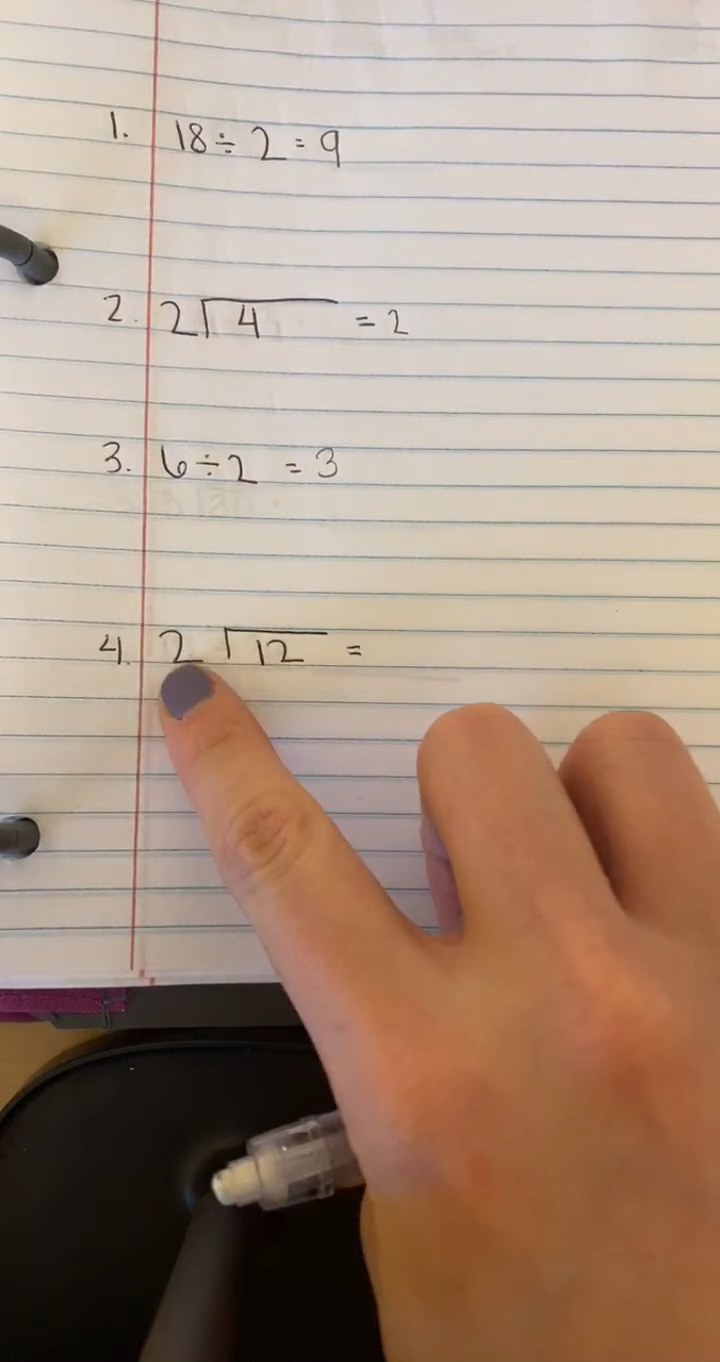 1. 18 ÷ 2 = 9
2. 2⟌4 = 2
3. 6 ÷ 2 = 3
4. 2⟌12 =